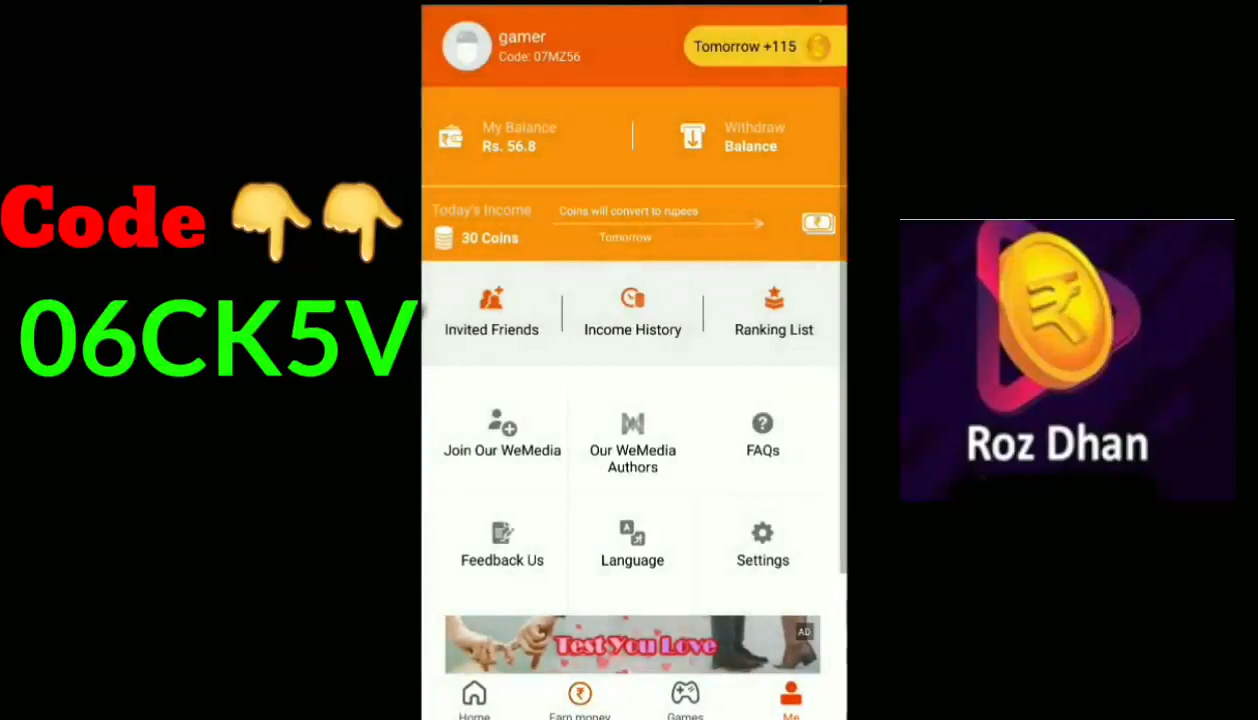 gamer
Code: 07MZ56
Tomorrow +115
My Balance
Rs. 56.8
Withdraw
Balance
Today's Income
30 Coins
Coins will convert to rupees
Tomorrow
Code
06CK5V
Invited Friends
Income History
Ranking List
Join Our WeMedia
Our WeMedia
Authors
FAQs
Feedback Us
Language
Settings
Roz Dhan
Test You Love
AD
Home
Earn money
Games
Me